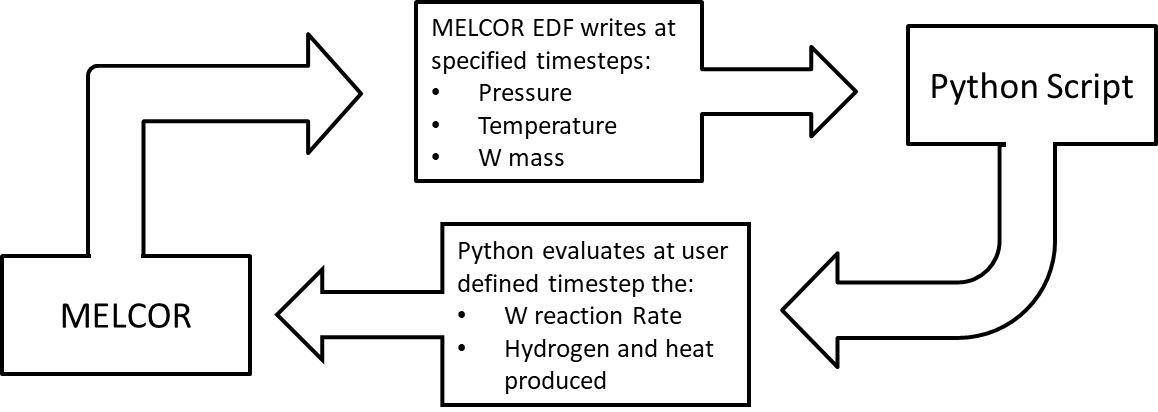 MELCOR EDF writes at
specified timesteps:
• Pressure
• Temperature
• W mass
Python Script
Python evaluates at user
defined timestep the:
• W reaction Rate
• Hydrogen and heat
produced
MELCOR